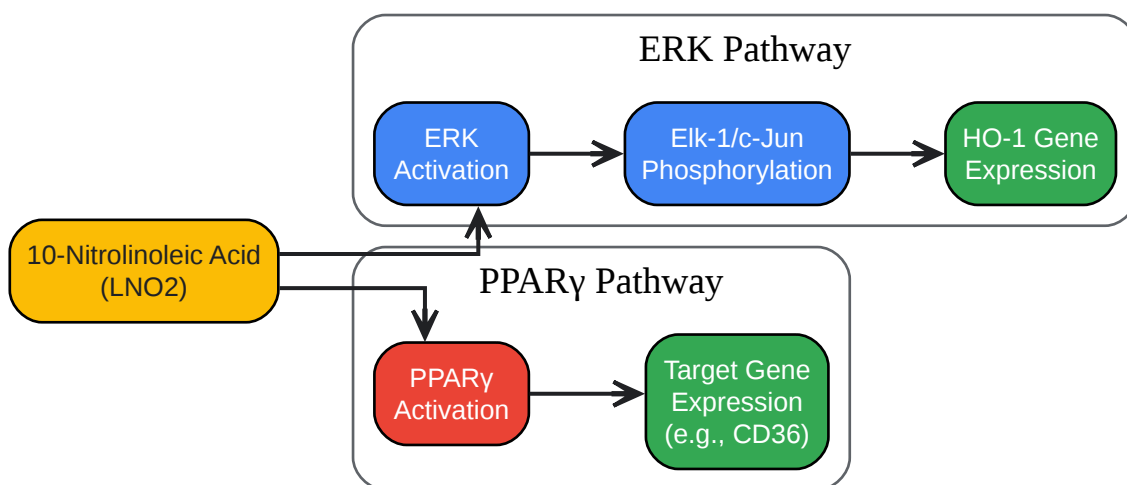 ERK Pathway
ERK
Activation
Elk-1/c-Jun
Phosphorylation
HO-1 Gene
Expression
10-Nitrolinoleic Acid
(LNO2)
PPARγ Pathway
PPARγ
Activation
Target Gene
Expression
(e.g., CD36)